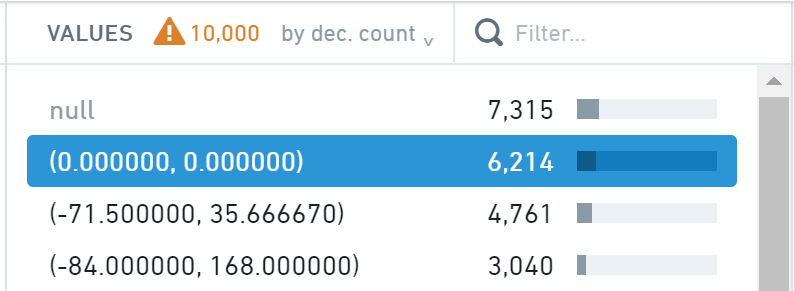 VALUES 10,000 by dec. count Filter...
null 7,315
(0.000000, 0.000000) 6,214
(-71.500000, 35.666670) 4,761
(-84.000000, 168.000000) 3,040